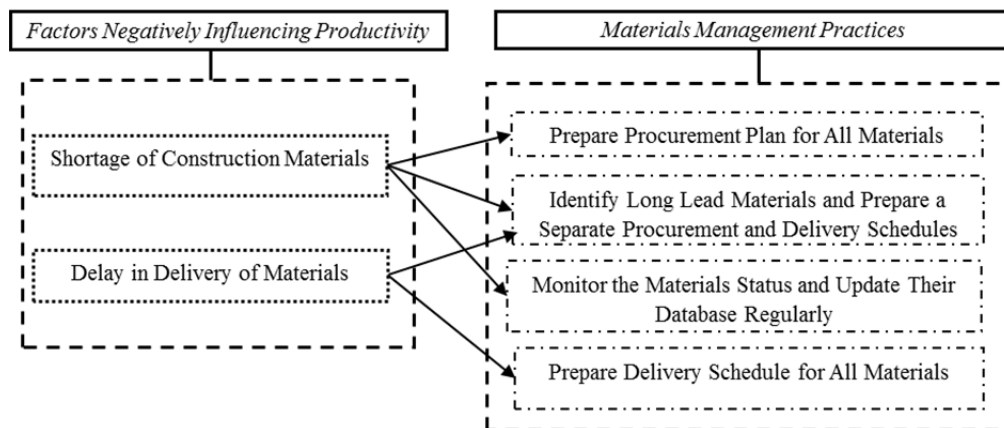 Factors Negatively Influencing Productivity
Materials Management Practices
Shortage of Construction Materials
Delay in Delivery of Materials
Prepare Procurement Plan for All Materials
Identify Long Lead Materials and Prepare a
Separate Procurement and Delivery Schedules
Monitor the Materials Status and Update Their
Database Regularly
Prepare Delivery Schedule for All Materials